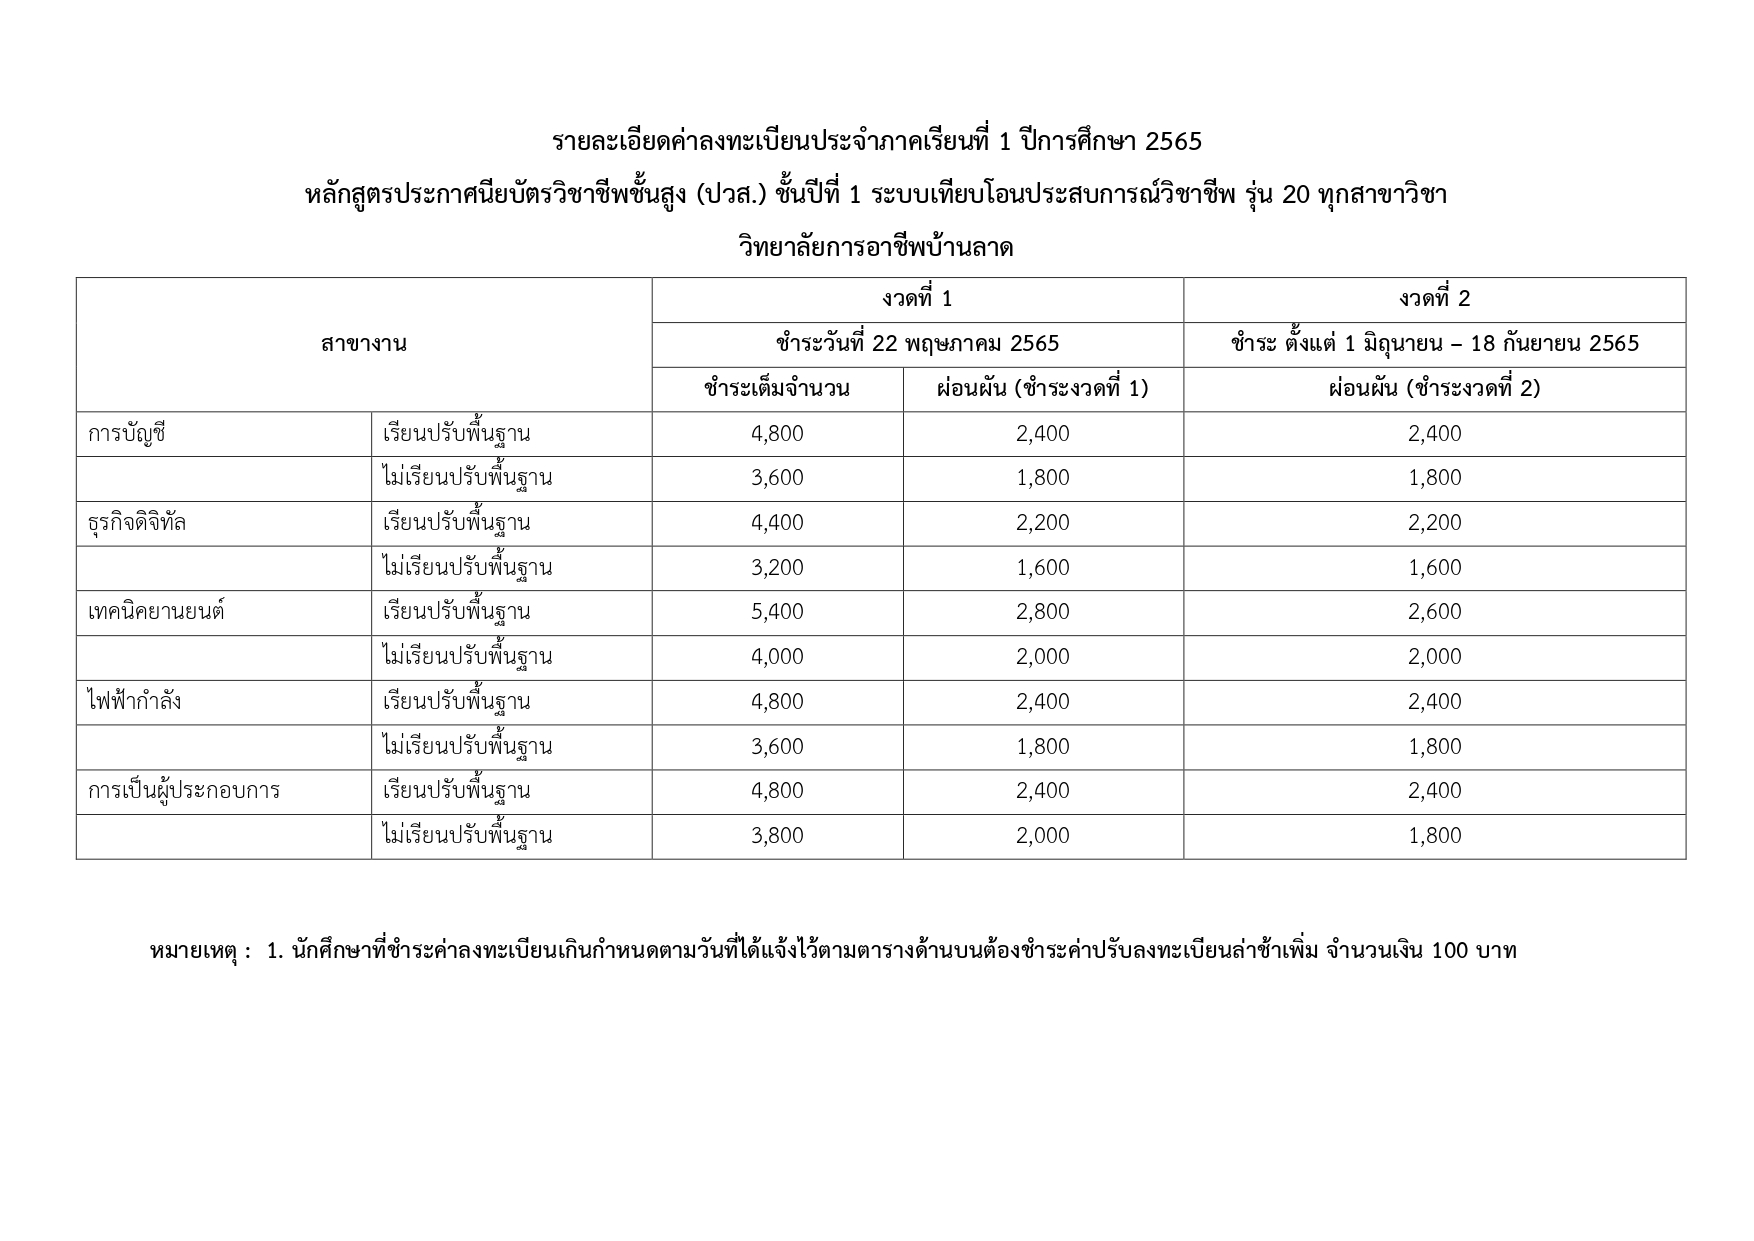 รายละเอียดค่าลงทะเบียนประจำภาคเรียนที่ 1 ปีการศึกษา 2565
หลักสูตรประกาศนียบัตรวิชาชีพชั้นสูง (ปวส.) ชั้นปีที่ 1 ระบบเทียบโอนประสบการณ์วิชาชีพ รุ่น 20 ทุกสาขาวิชา
วิทยาลัยการอาชีพบ้านลาด
สาขางาน งวดที่ 1 งวดที่ 2
ชำระวันที่ 22 พฤษภาคม 2565 ชำระ ตั้งแต่ 1 มิถุนายน – 18 กันยายน 2565
ชำระเต็มจำนวน ผ่อนผัน (ชำระงวดที่ 1) ผ่อนผัน (ชำระงวดที่ 2)
การบัญชี เรียนปรับพื้นฐาน 4,800 2,400 2,400
ไม่เรียนปรับพื้นฐาน 3,600 1,800 1,800
ธุรกิจดิจิทัล เรียนปรับพื้นฐาน 4,400 2,200 2,200
ไม่เรียนปรับพื้นฐาน 3,200 1,600 1,600
เทคนิคยานยนต์ เรียนปรับพื้นฐาน 5,400 2,800 2,600
ไม่เรียนปรับพื้นฐาน 4,000 2,000 2,000
ไฟฟ้ากำลัง เรียนปรับพื้นฐาน 4,800 2,400 2,400
ไม่เรียนปรับพื้นฐาน 3,600 1,800 1,800
การเป็นผู้ประกอบการ เรียนปรับพื้นฐาน 4,800 2,400 2,400
ไม่เรียนปรับพื้นฐาน 3,800 2,000 1,800
หมายเหตุ : 1. นักศึกษาที่ชำระค่าลงทะเบียนเกินกำหนดตามวันที่ได้แจ้งไว้ตามตารางด้านบนต้องชำระค่าปรับลงทะเบียนล่าช้าเพิ่ม จำนวนเงิน 100 บาท